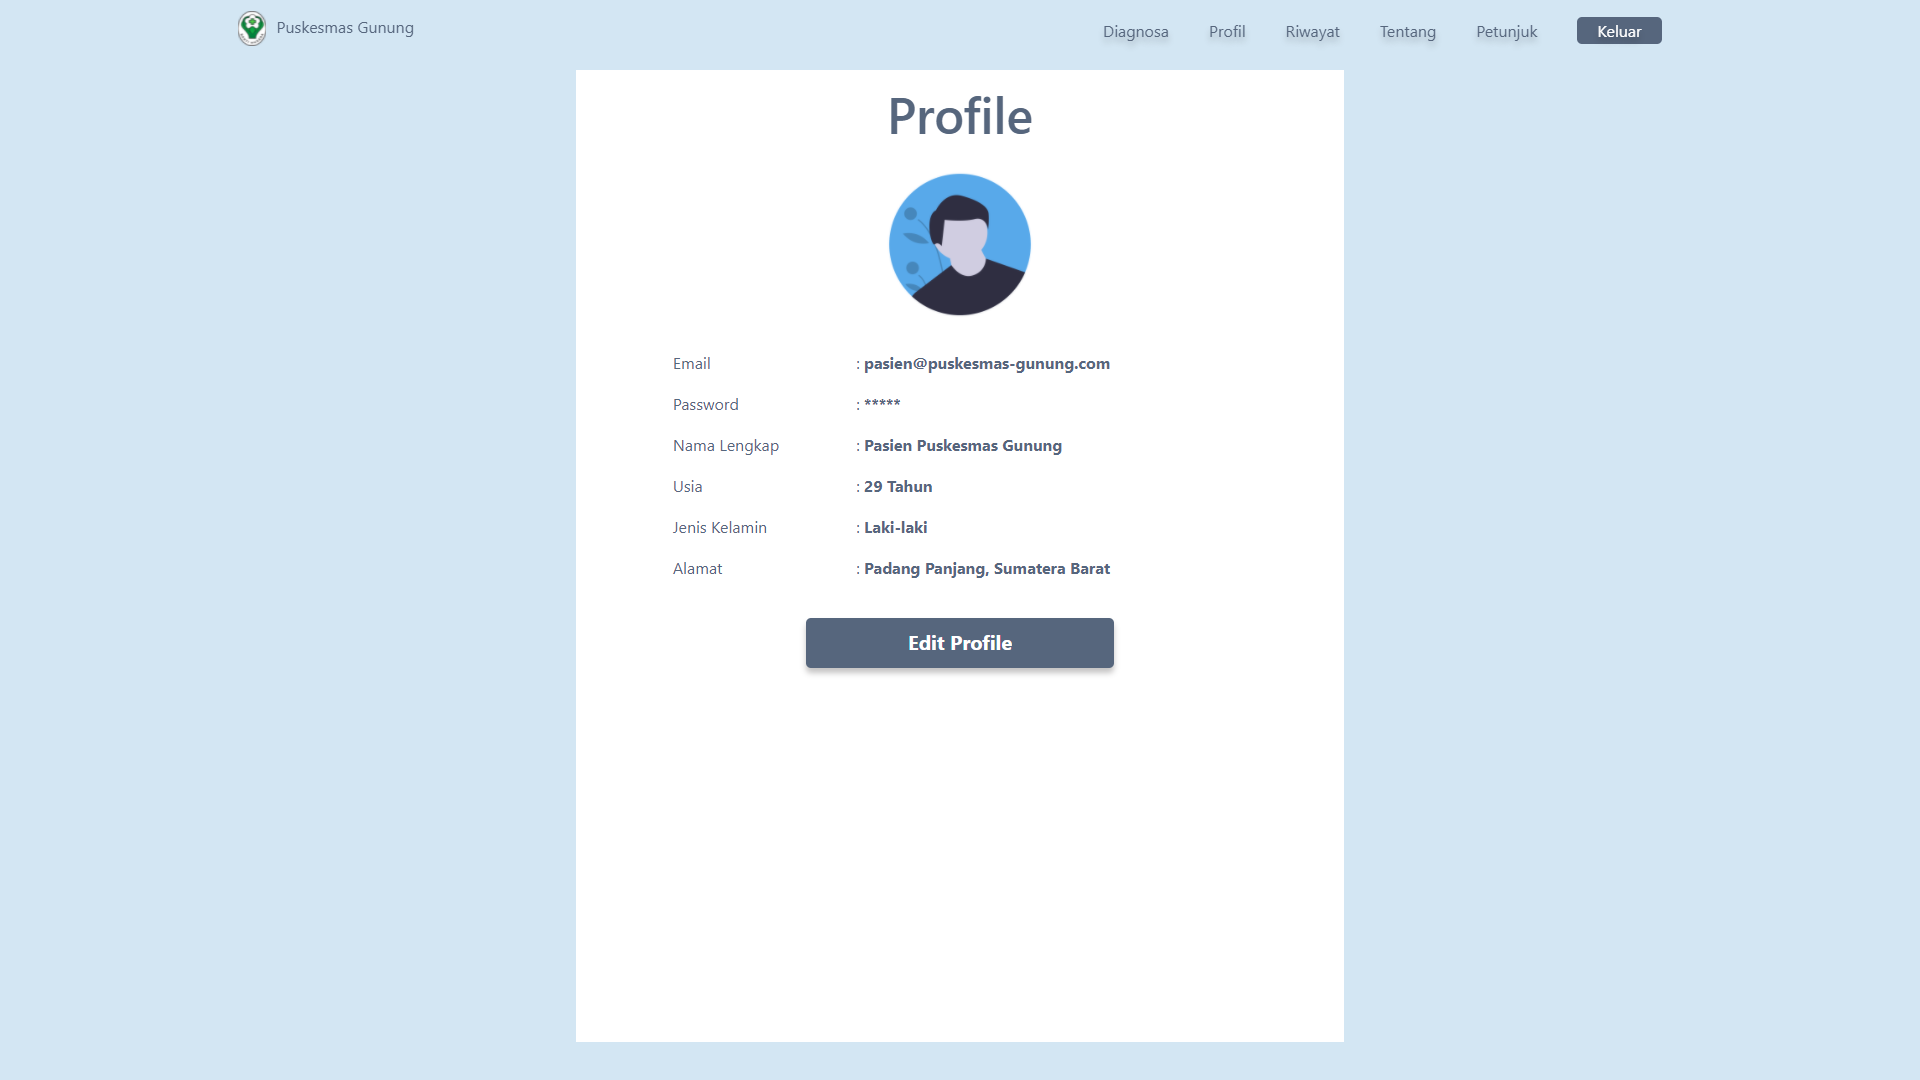 Puskesmas Gunung
Diagnosa Profil Riwayat Tentang Petunjuk Keluar
Profile
Email : pasien@puskesmas-gunung.com
Password : *****
Nama Lengkap : Pasien Puskesmas Gunung
Usia : 29 Tahun
Jenis Kelamin : Laki-laki
Alamat : Padang Panjang, Sumatera Barat
Edit Profile